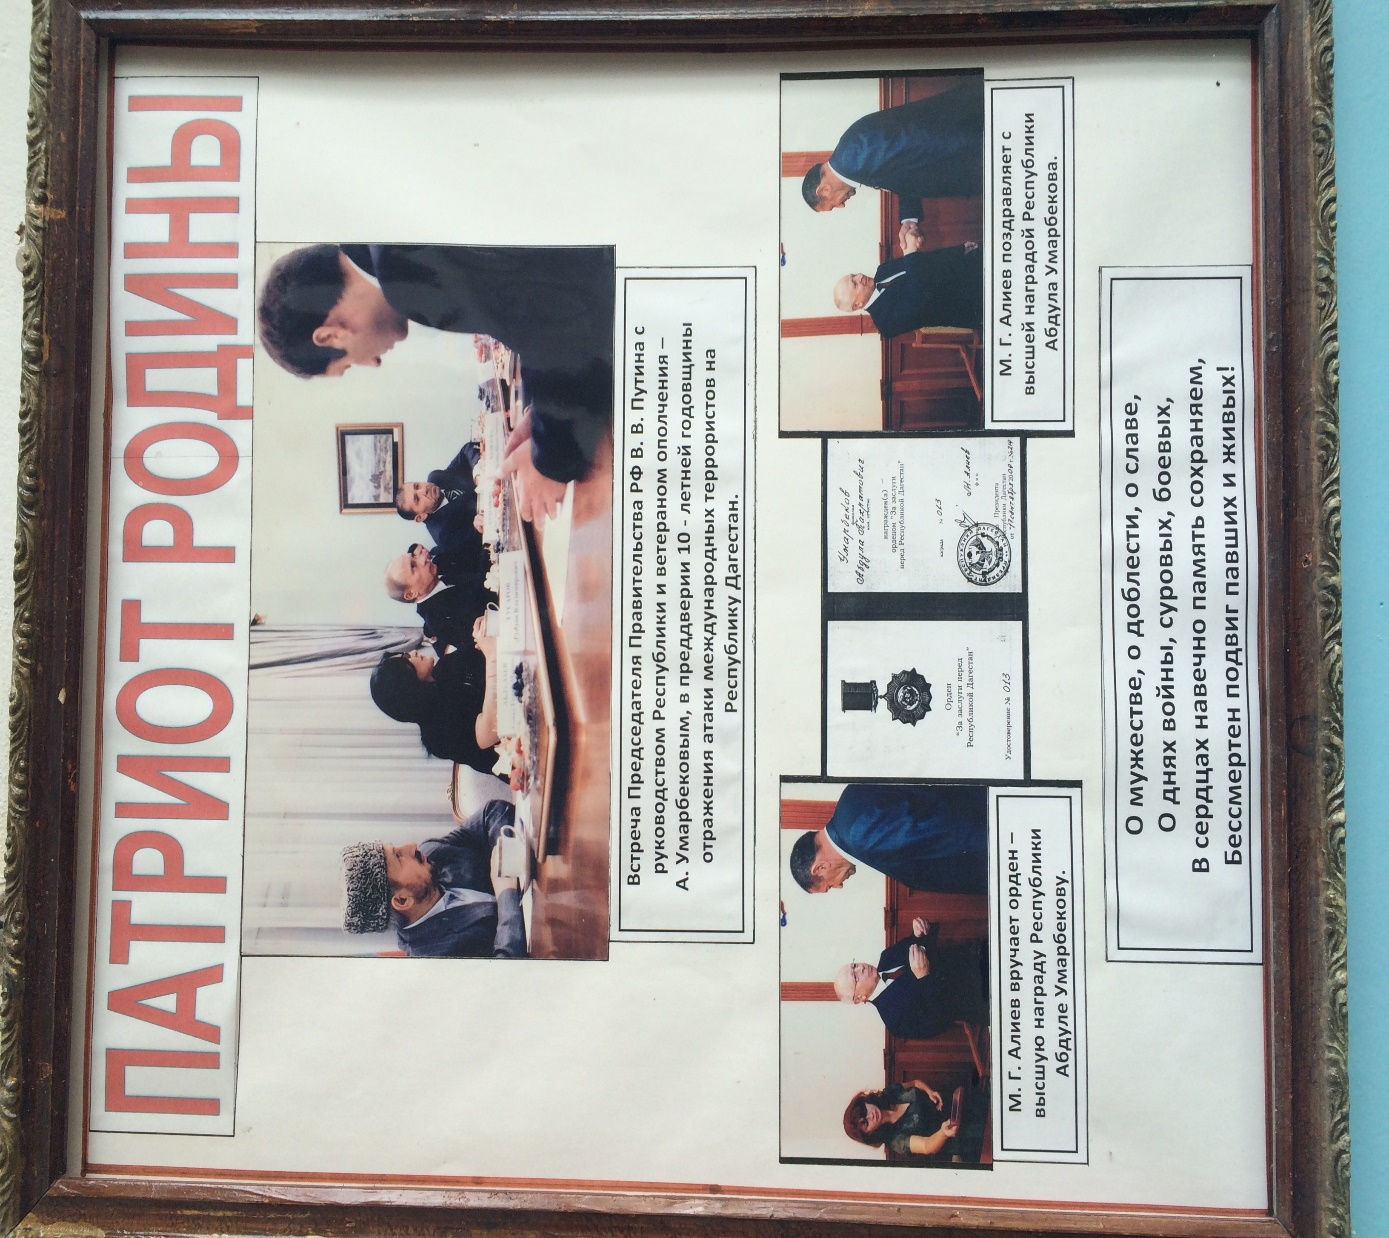 ПАТРИОТ РОДИНЫ
Встреча Председателя Правительства РФ В. В. Путина с
руководством Республики и ветераном ополчения –
А. Умарбековым, в преддверии 10 - летней годовщины
отражения атаки международных террористов на
Республику Дагестан.
М. Г. Алиев вручает орден –
высшую награду Республики
Абдуле Умарбекову.
Орден
"За заслуги перед
Республикой Дагестан"
Удостоверение № 013
Умарбеков
Абдула
награжден(а) –
орденом "За заслуги
перед Республикой Дагестан"
№ 013
М. Алиев
М. Г. Алиев поздравляет с
высшей наградой Республики
Абдула Умарбекова.
О мужестве, о доблести, о славе,
О днях войны, суровых, боевых,
В сердцах навечно память сохраняем,
Бессмертен подвиг павших и живых!